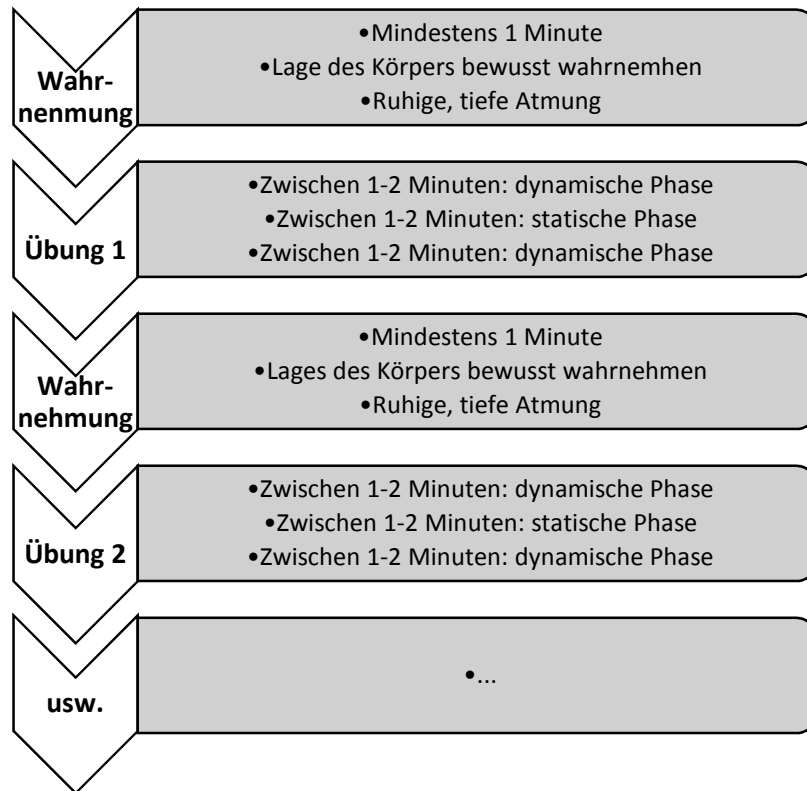 Wahr-
nenmung
•Mindestens 1 Minute
•Lage des Körpers bewusst wahrnemhen
•Ruhige, tiefe Atmung
Übung 1
•Zwischen 1-2 Minuten: dynamische Phase
•Zwischen 1-2 Minuten: statische Phase
•Zwischen 1-2 Minuten: dynamische Phase
Wahr-
nehmung
•Mindestens 1 Minute
•Lages des Körpers bewusst wahrnehmen
•Ruhige, tiefe Atmung
Übung 2
•Zwischen 1-2 Minuten: dynamische Phase
•Zwischen 1-2 Minuten: statische Phase
•Zwischen 1-2 Minuten: dynamische Phase
usw.
•...